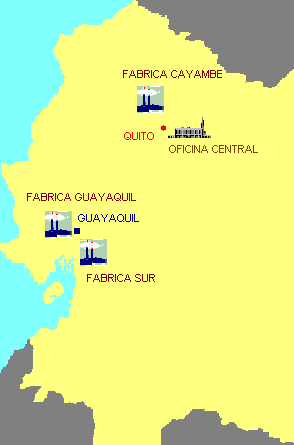 FABRICA CAYAMBE
QUITO
OFICINA CENTRAL
FABRICA GUAYAQUIL
GUAYAQUIL
FABRICA SUR